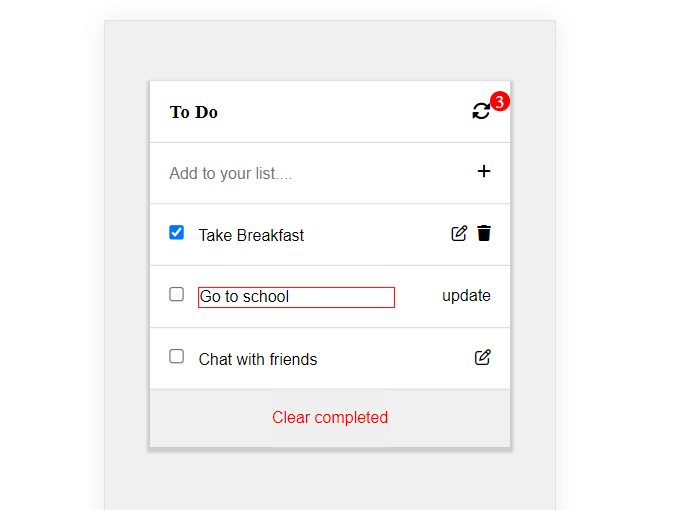 To Do 3
Add to your list....
Take Breakfast
Go to school update
Chat with friends
Clear completed